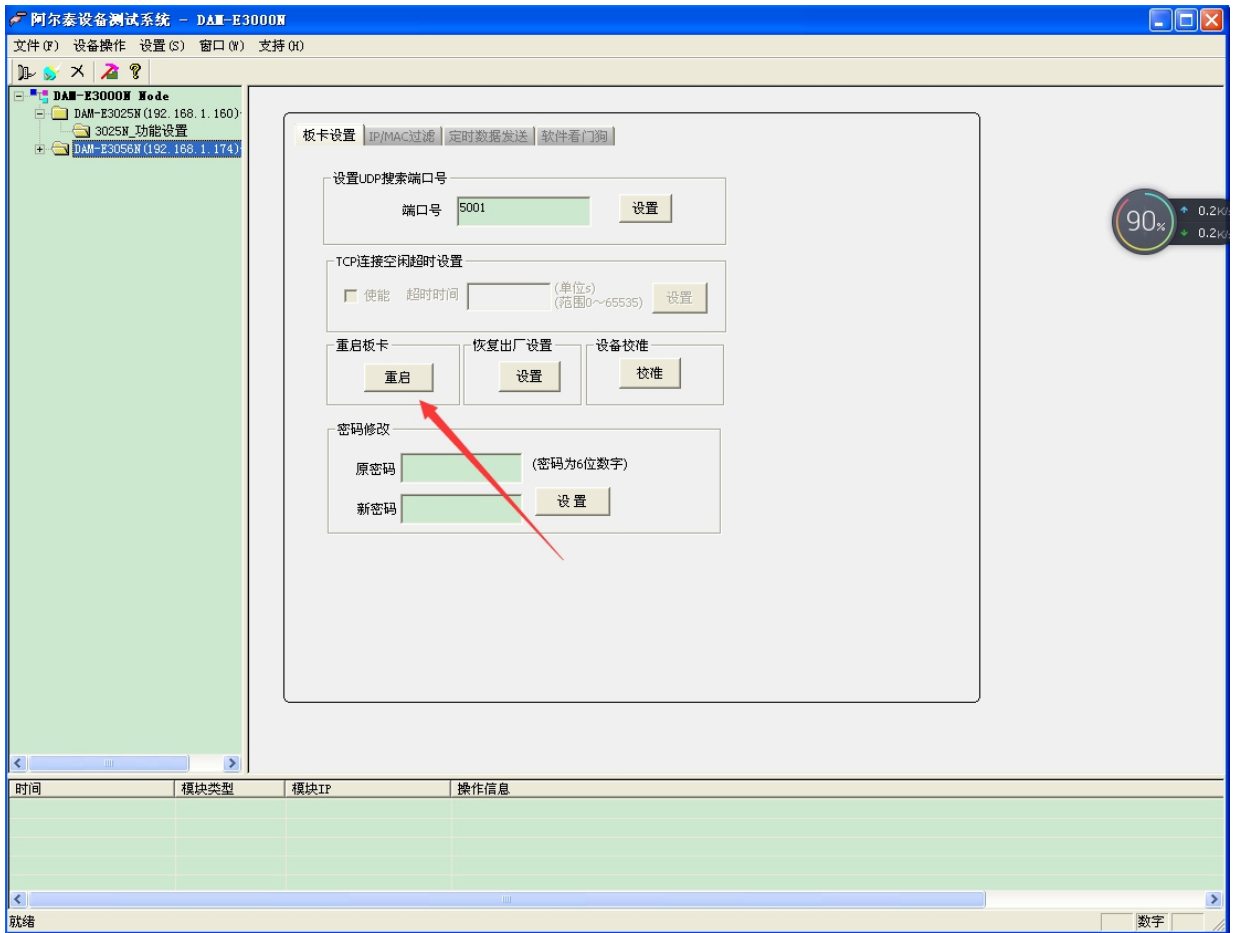 阿尔泰设备测试系统 - DAM-E3000N
文件(F) 设备操作 设置(S) 窗口(W) 支持(H)
DAM-E3000N Node
DAM-E3025N(192.168.1.160)
3025N_功能设置
DAM-E3056N(192.168.1.174)
板卡设置 IP/MAC过滤 定时数据发送 软件看门狗
设置UDP搜索端口号
端口号 5001 设置
TCP连接空闲超时设置
使能 超时时间 (单位s) 设置
(范围0～65535)
重启板卡 恢复出厂设置 设备校准
重启 设置 校准
密码修改
原密码 (密码为6位数字)
新密码 设置
90%
0.2K/
0.2K/
时间 模块类型 模块IP 操作信息
就绪 数字